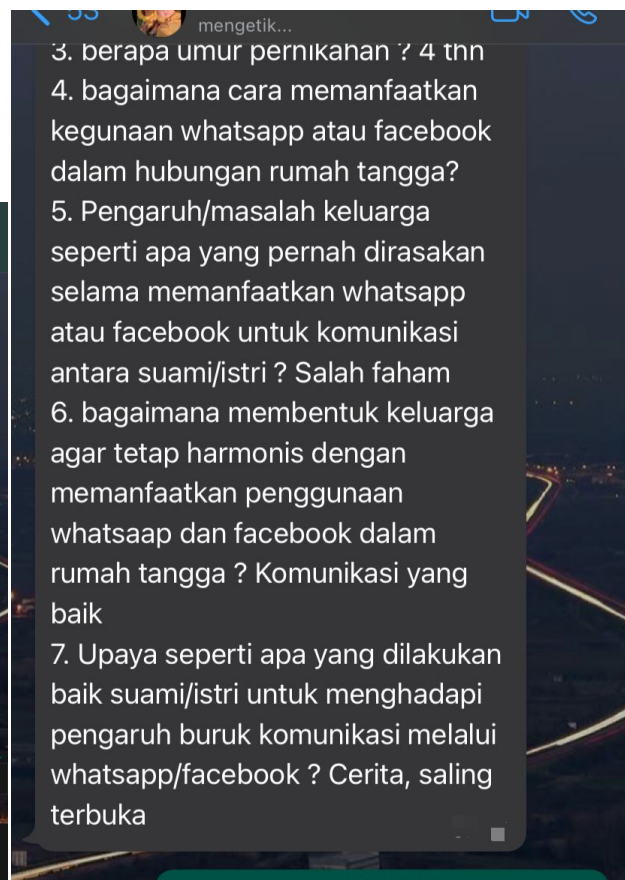 53
mengetik...
3. berapa umur pernikahan ? 4 thn
4. bagaimana cara memanfaatkan
kegunaan whatsapp atau facebook
dalam hubungan rumah tangga?
5. Pengaruh/masalah keluarga
seperti apa yang pernah dirasakan
selama memanfaatkan whatsapp
atau facebook untuk komunikasi
antara suami/istri ? Salah faham
6. bagaimana membentuk keluarga
agar tetap harmonis dengan
memanfaatkan penggunaan
whatsaap dan facebook dalam
rumah tangga ? Komunikasi yang
baik
7. Upaya seperti apa yang dilakukan
baik suami/istri untuk menghadapi
pengaruh buruk komunikasi melalui
whatsapp/facebook ? Cerita, saling
terbuka